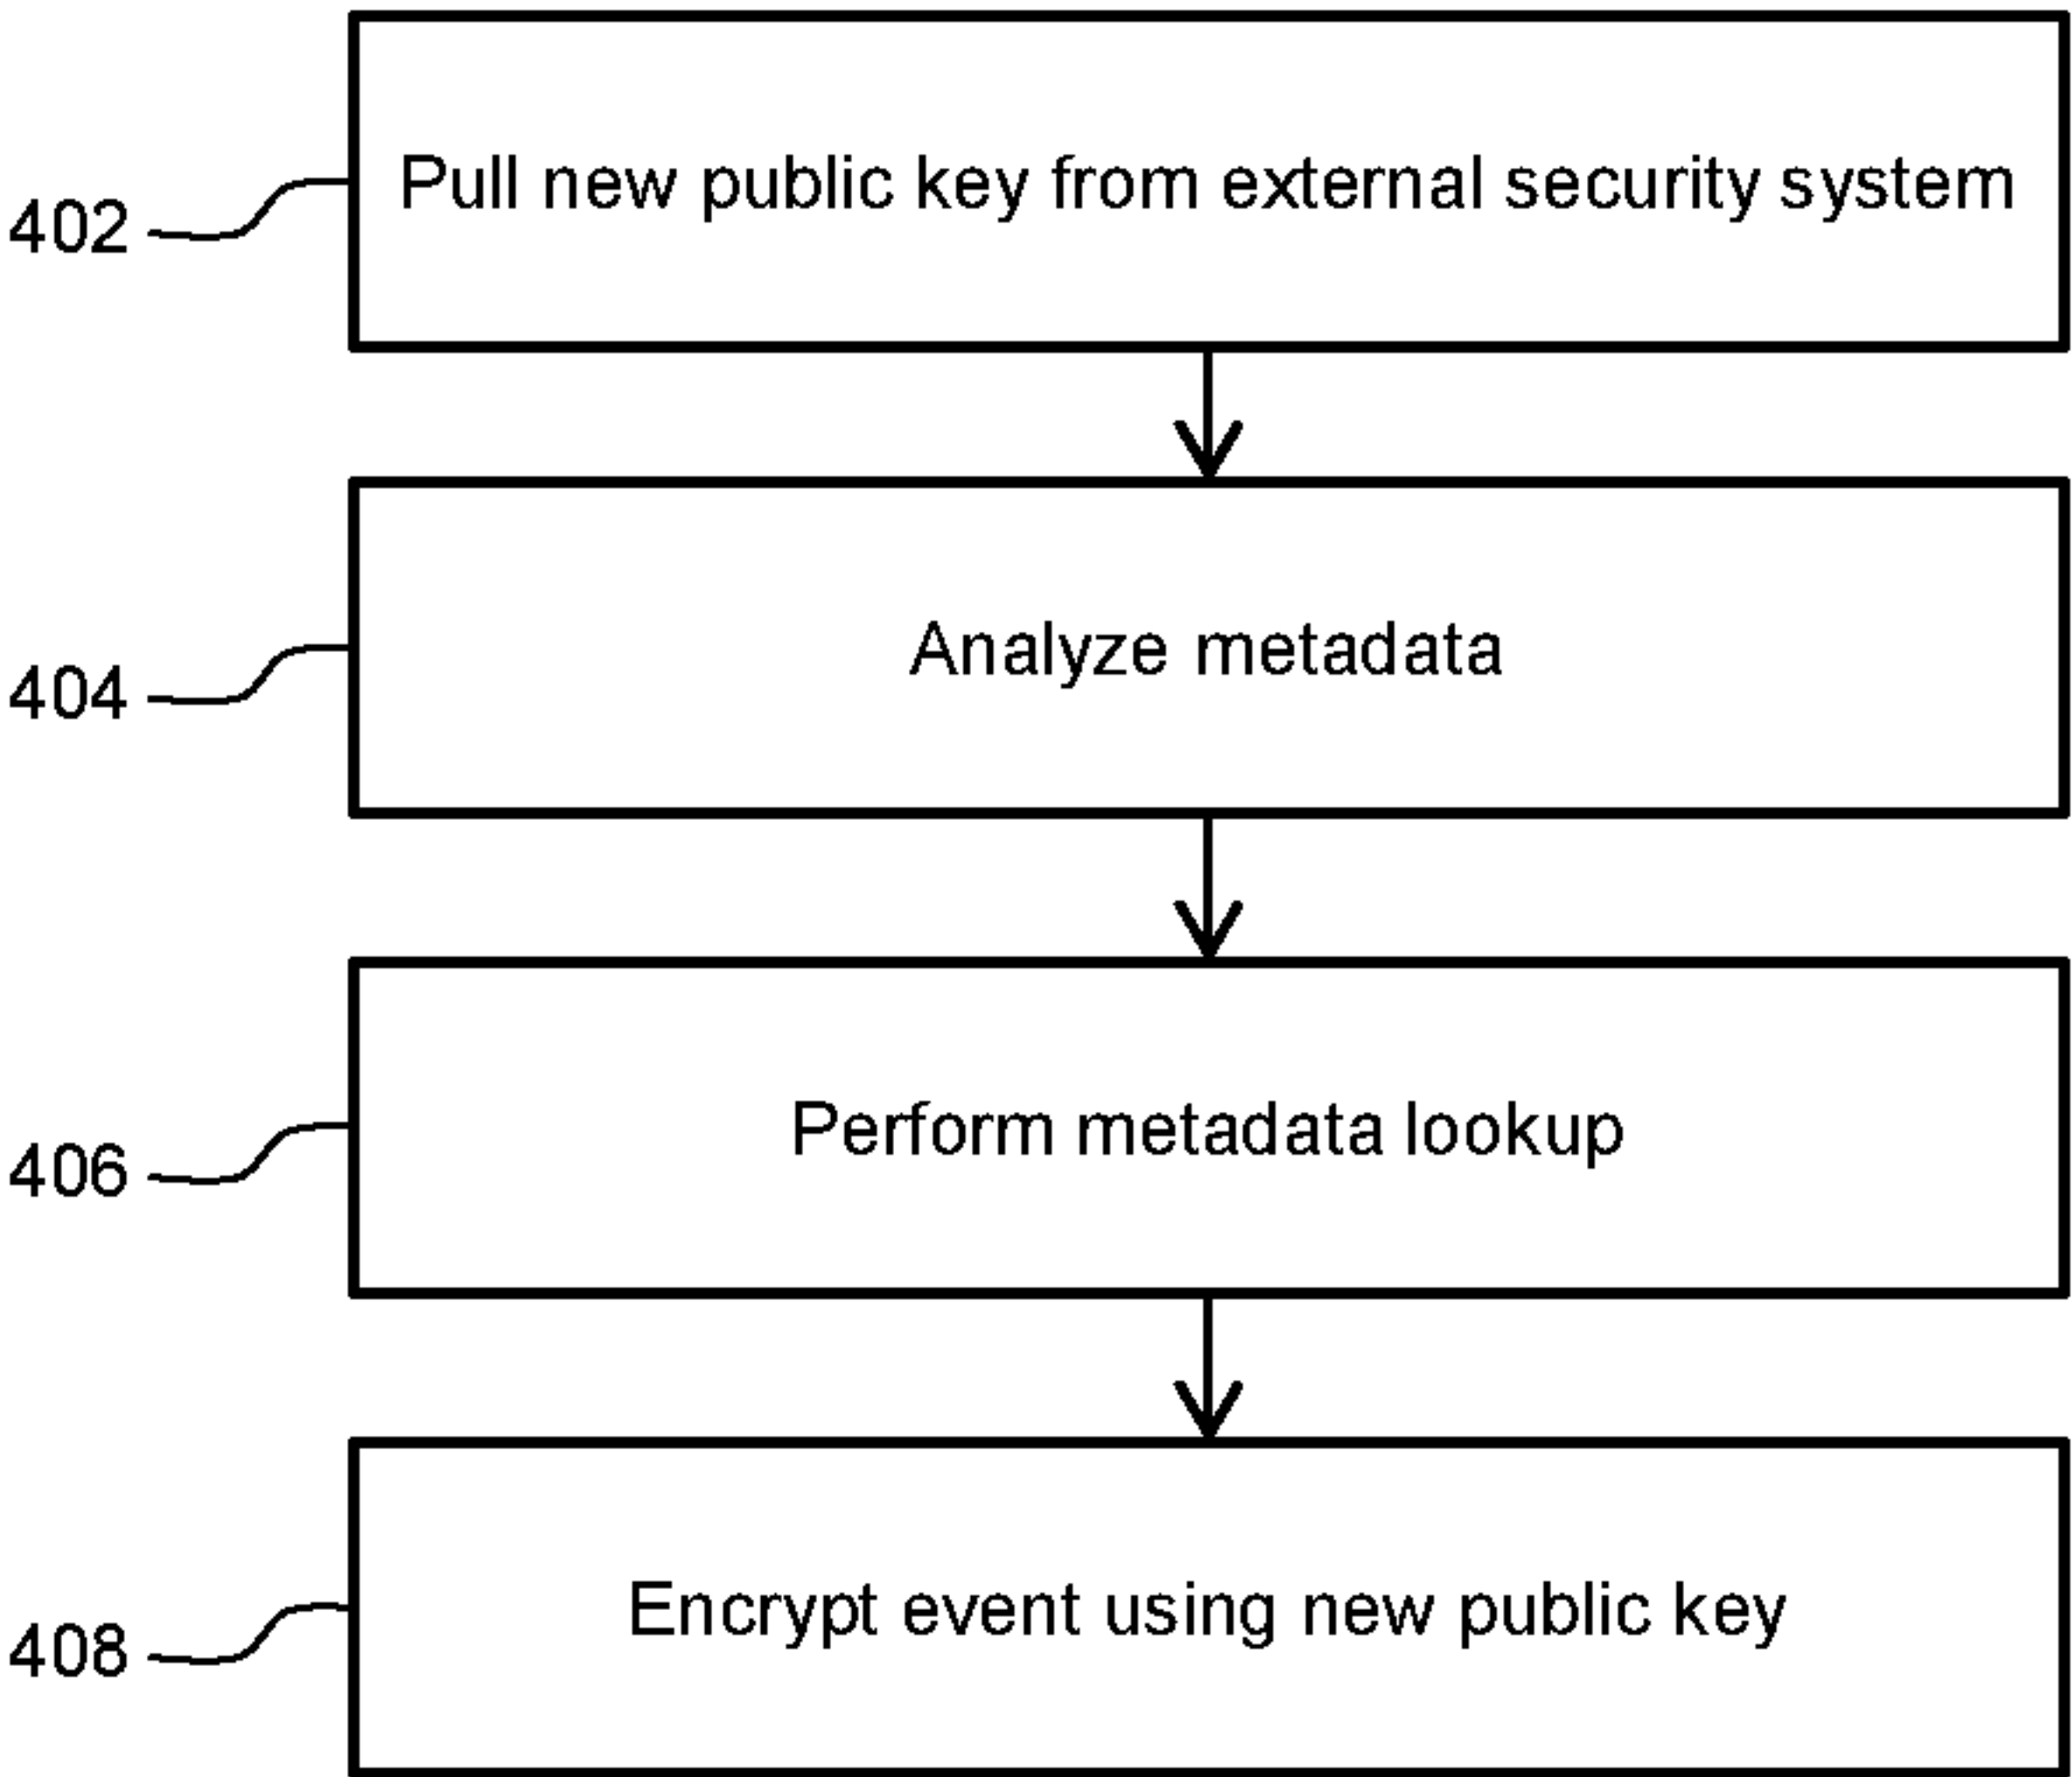 Pull new public key from external security system
402
Analyze metadata
404
Perform metadata lookup
406
Encrypt event using new public key
408